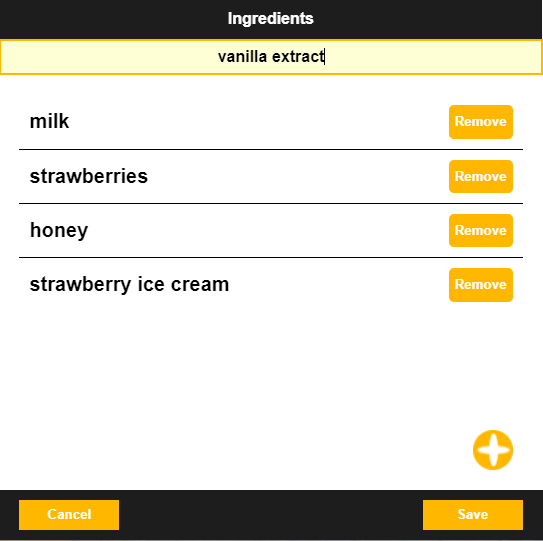 Ingredients
vanilla extract
milk Remove
strawberries Remove
honey Remove
strawberry ice cream Remove
Cancel Save